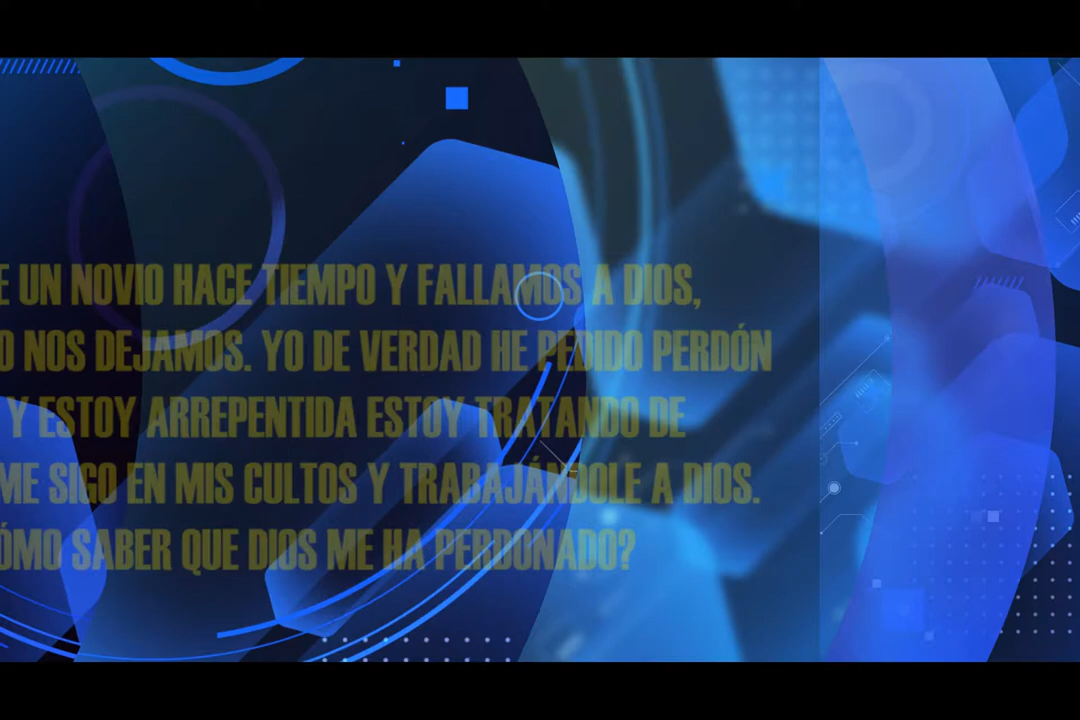 UN NOVIO HACE TIEMPO Y FALLAMOS A DIOS,
NOS DEJAMOS. YO DE VERDAD HE PEDIDO PERDÓN
Y ESTOY ARREPENTIDA ESTOY TRATANDO DE
ME SIGO EN MIS CULTOS Y TRABAJÁNDOLE A DIOS.
SABER QUE DIOS ME HA PERDONADO?